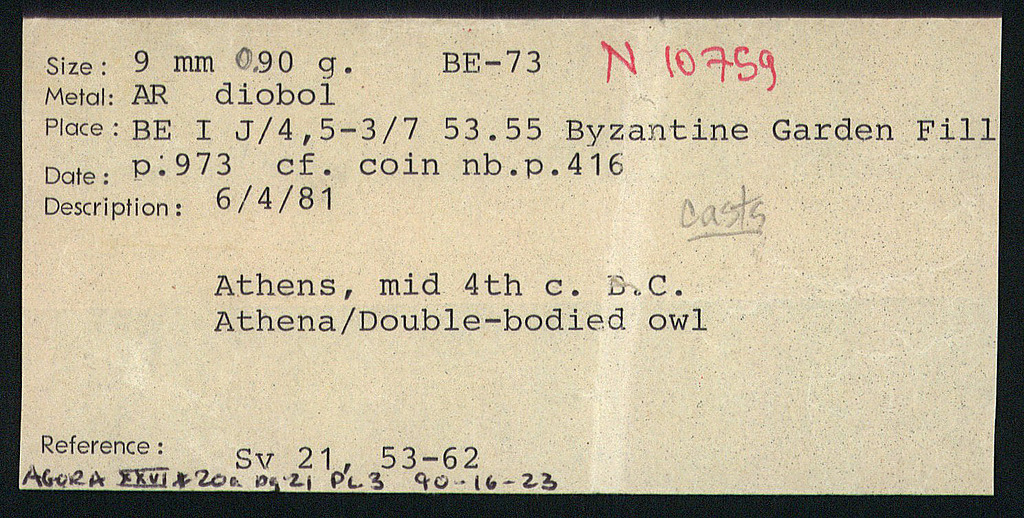 Size: 9 mm 0.90 g. BE-73 N 10759
Metal: AR diobol
Place: BE I J/4,5-3/7 53.55 Byzantine Garden Fill
p.973 cf. coin nb.p.416
Date:
Description: 6/4/81
casts
Athens, mid 4th c. B.C.
Athena/Double-bodied owl
Reference: Sv 21, 53-62
AGORA XXVI #20a pg.21 PL3 90-16-23